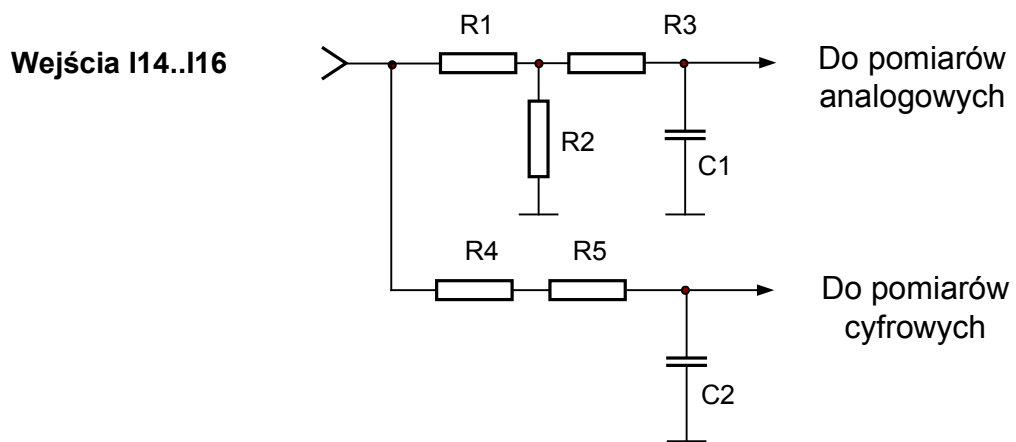 R1
R3
Wejścia I14..I16
Do pomiarów
analogowych
R2
C1
R4
R5
Do pomiarów
cyfrowych
C2